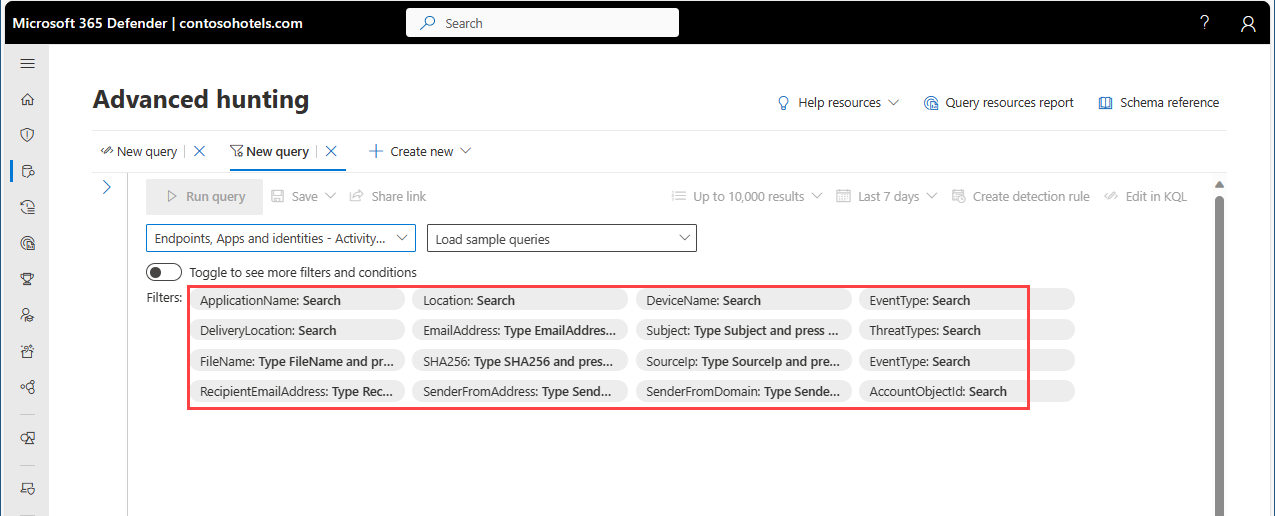 Microsoft 365 Defender | contosohotels.com
Search
?
Advanced hunting
Help resources
Query resources report
Schema reference
New query
New query
Create new
Run query
Save
Share link
Up to 10,000 results
Last 7 days
Create detection rule
Edit in KQL
Endpoints, Apps and identities - Activity...
Load sample queries
Toggle to see more filters and conditions
Filters:
ApplicationName: Search
Location: Search
DeviceName: Search
EventType: Search
DeliveryLocation: Search
EmailAddress: Type EmailAddres...
Subject: Type Subject and press ...
ThreatTypes: Search
FileName: Type FileName and pr...
SHA256: Type SHA256 and pres...
SourceIp: Type SourceIp and pre...
EventType: Search
RecipientEmailAddress: Type Rec...
SenderFromAddress: Type Send...
SenderFromDomain: Type Sende...
AccountObjectId: Search